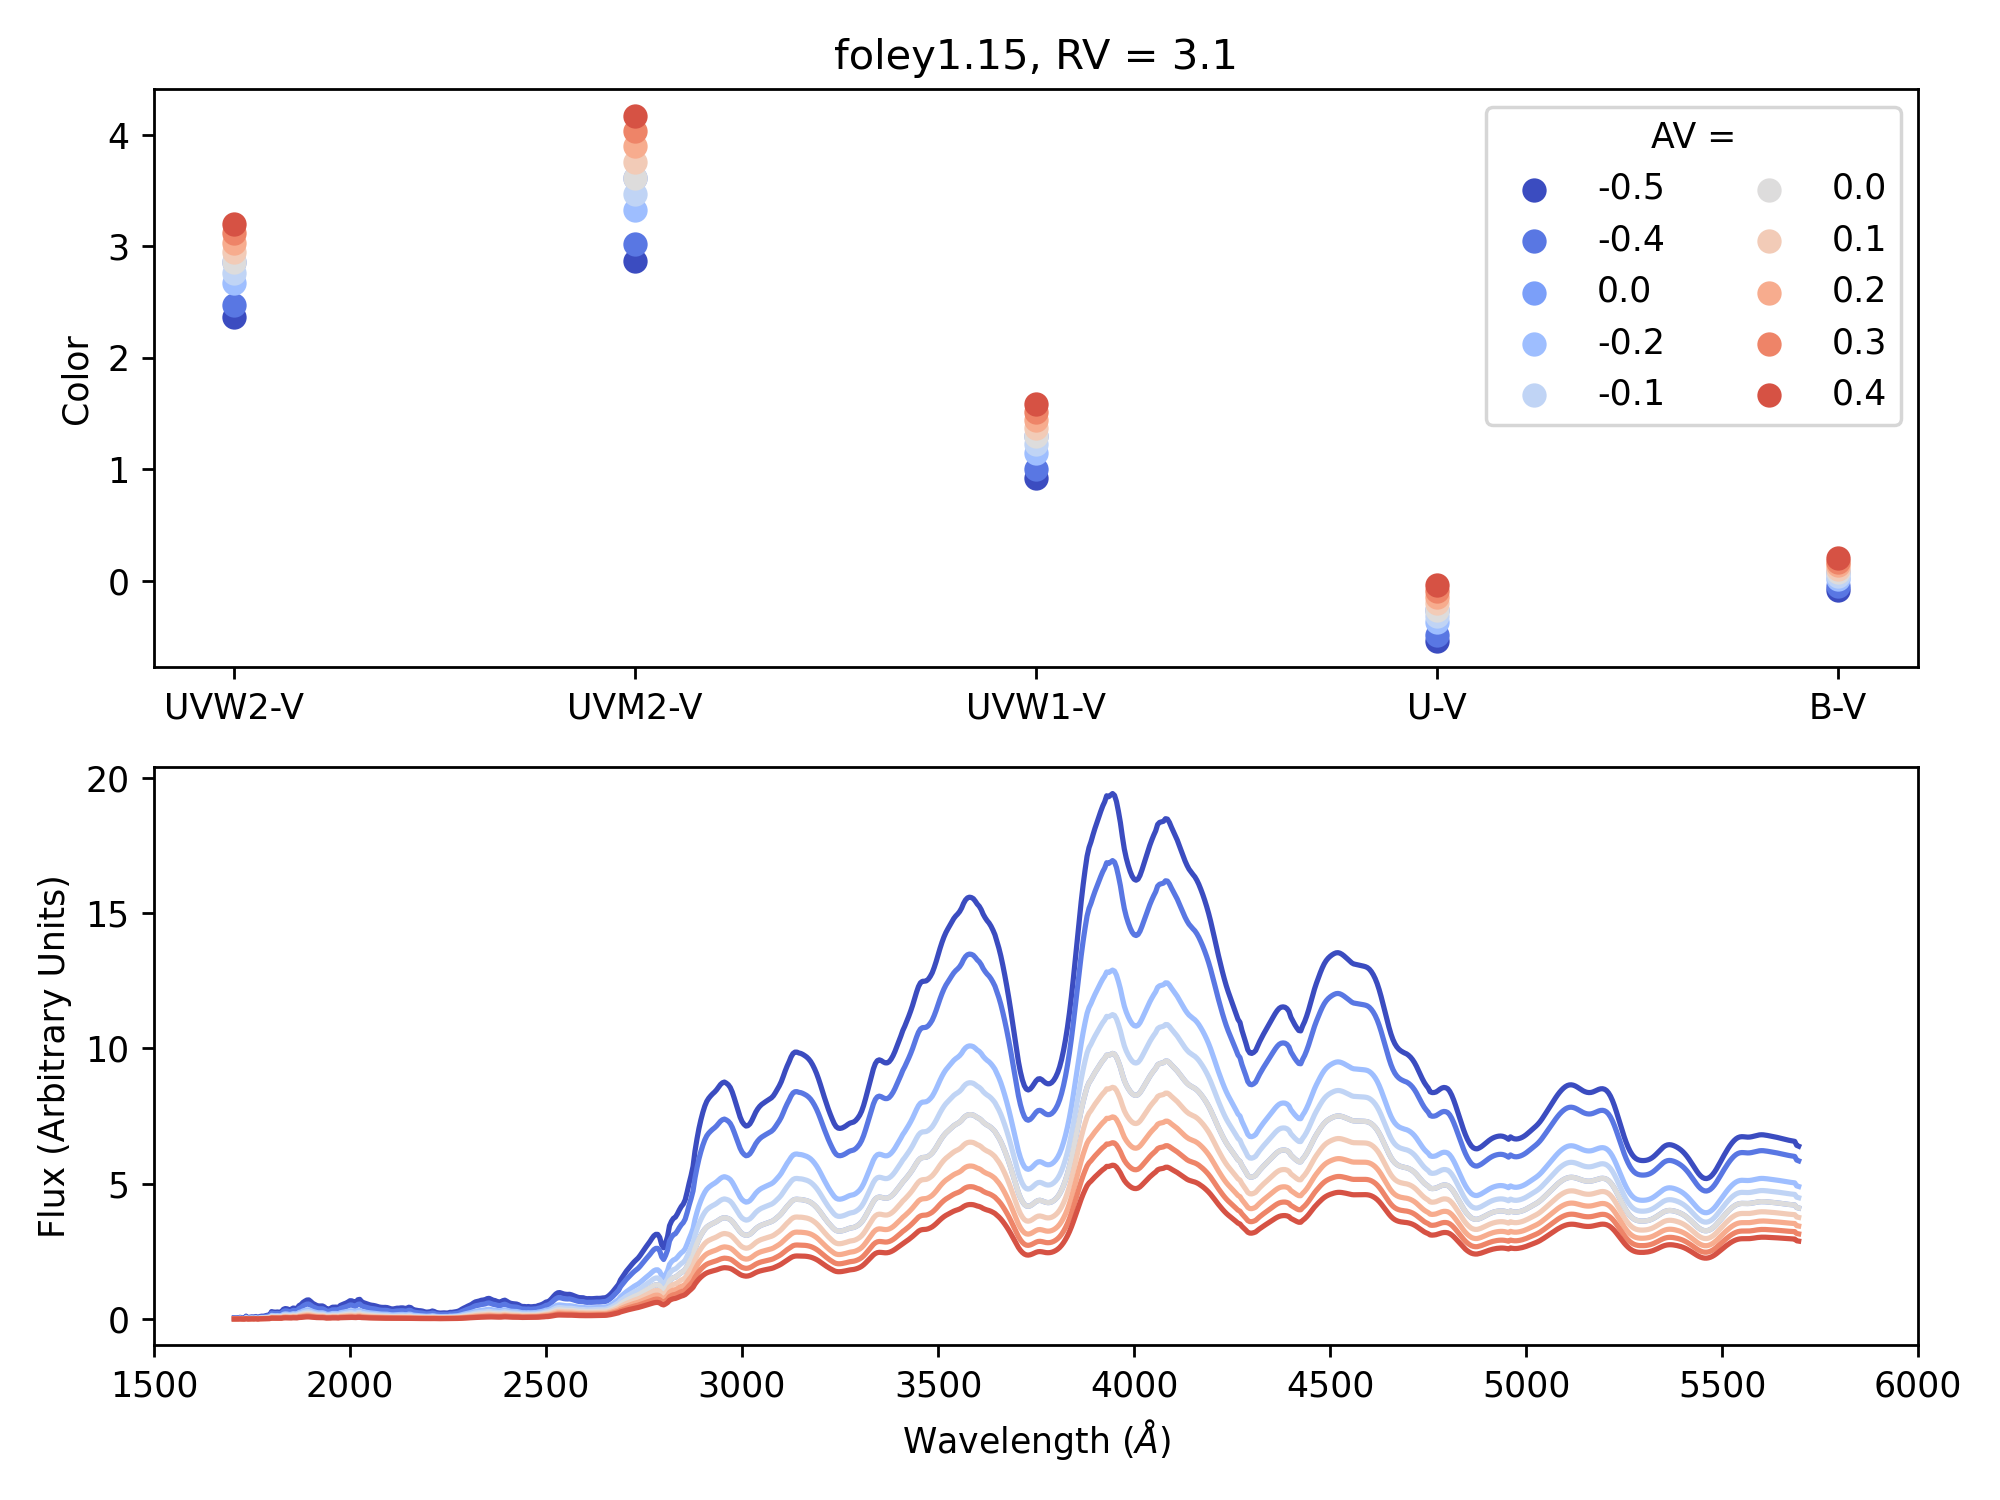 foley1.15, RV = 3.1
Color
4
3
2
1
0
AV =
-0.5 0.0
-0.4 0.1
0.0 0.2
-0.2 0.3
-0.1 0.4
UVW2-V UVM2-V UVW1-V U-V B-V
Flux (Arbitrary Units)
20
15
10
5
0
1500 2000 2500 3000 3500 4000 4500 5000 5500 6000
Wavelength (Å)